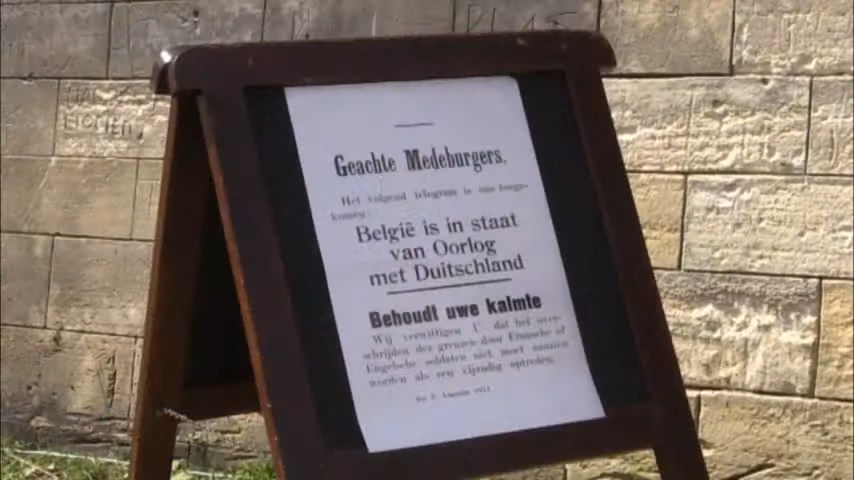 Geachte Medeburgers,
Het volgend telegram is ons toege-
komen:
België is in staat
van Oorlog
met Duitschland
Behoudt uwe kalmte
Wij verwittigen U dat het over-
schrijden der grenzen door Fransche of
Engelsche soldaten niet moet aanzien
worden als een vijandig optreden.
Augustus 1914